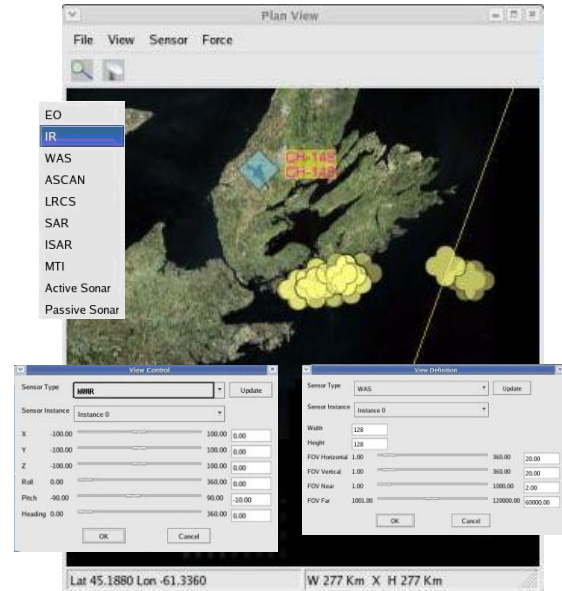 Plan View
File View Sensor Force
EO
IR
WAS
ASCAN
LRCS
SAR
ISAR
MTI
Active Sonar
Passive Sonar
CH-148
CH-148
View Control
Sensor Type Update
Sensor Instance Instance 0
X -100.00 100.00 0.00
Y -100.00 100.00 0.00
Z -100.00 100.00 0.00
Roll 0.00 360.00 0.00
Pitch -90.00 90.00 -10.00
Heading 0.00 360.00 0.00
OK Cancel
View Definition
Sensor Type WAS Update
Sensor Instance Instance 0
Width 128
Height 128
FOV Horizontal 1.00 360.00 20.00
FOV Vertical 1.00 360.00 20.00
FOV Near 1.00 1000.00 2.00
FOV Far 1001.00 120000.00 60000.00
OK Cancel
Lat 45.1880 Lon -61.3360
W 277 Km X H 277 Km